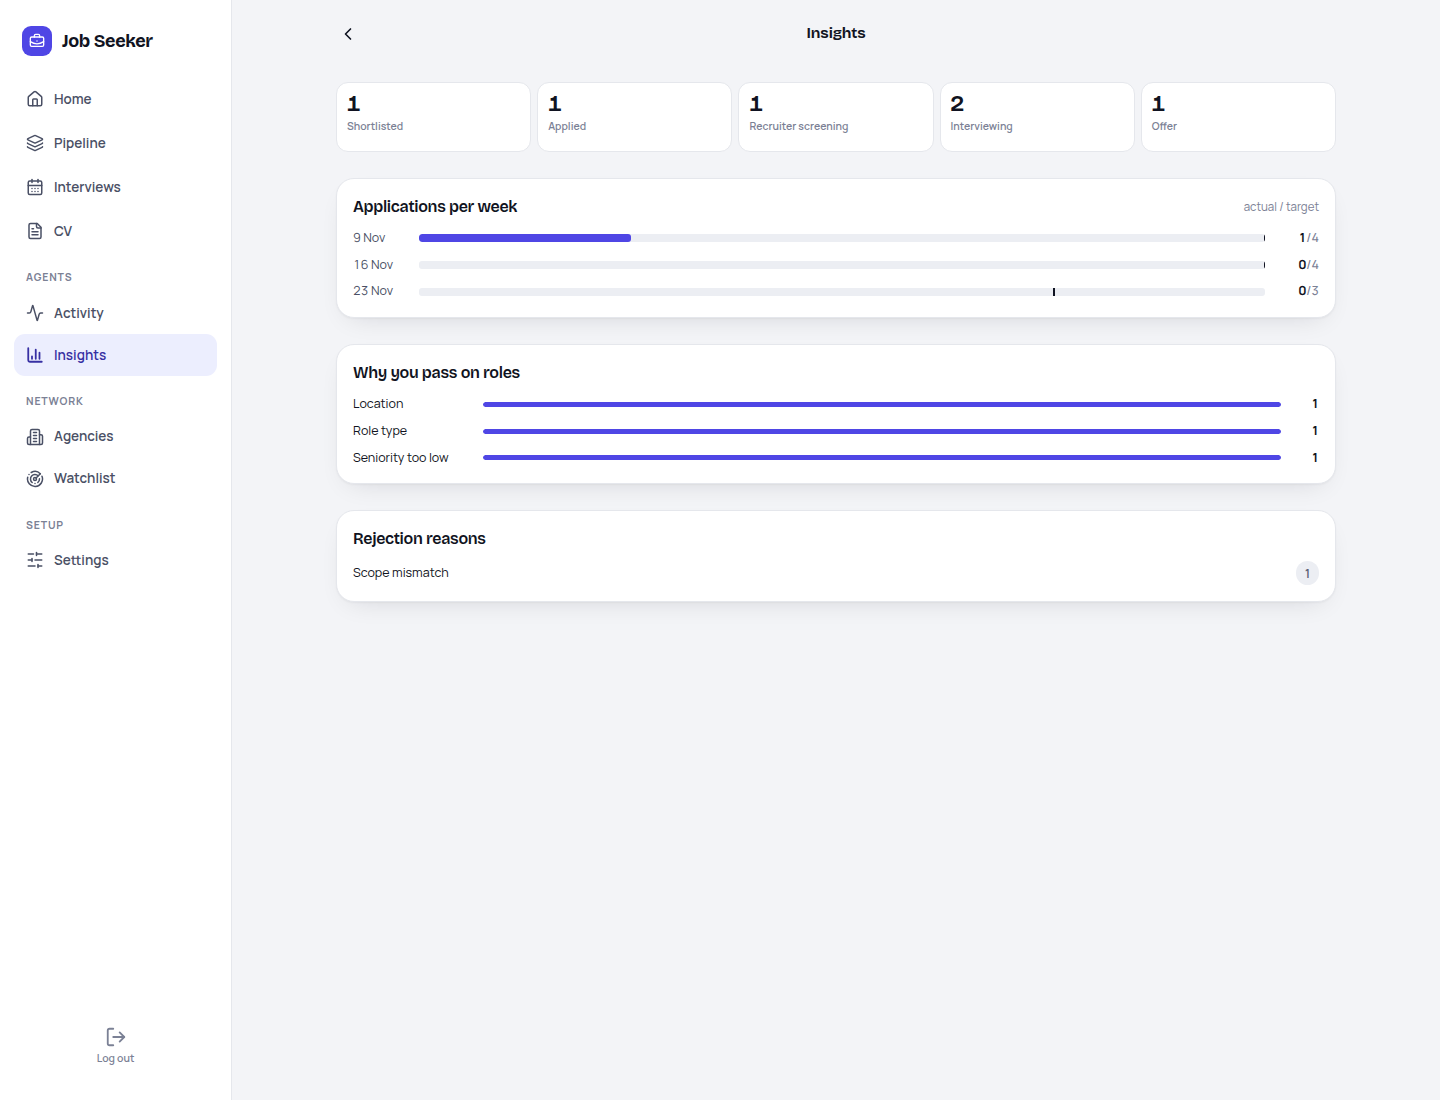 Job Seeker
Home
Pipeline
Interviews
CV
AGENTS
Activity
Insights
NETWORK
Agencies
Watchlist
SETUP
Settings
Log out
Insights
1
Shortlisted
1
Applied
1
Recruiter screening
2
Interviewing
1
Offer
Applications per week
actual / target
9 Nov 1/4
16 Nov 0/4
23 Nov 0/3
Why you pass on roles
Location 1
Role type 1
Seniority too low 1
Rejection reasons
Scope mismatch 1